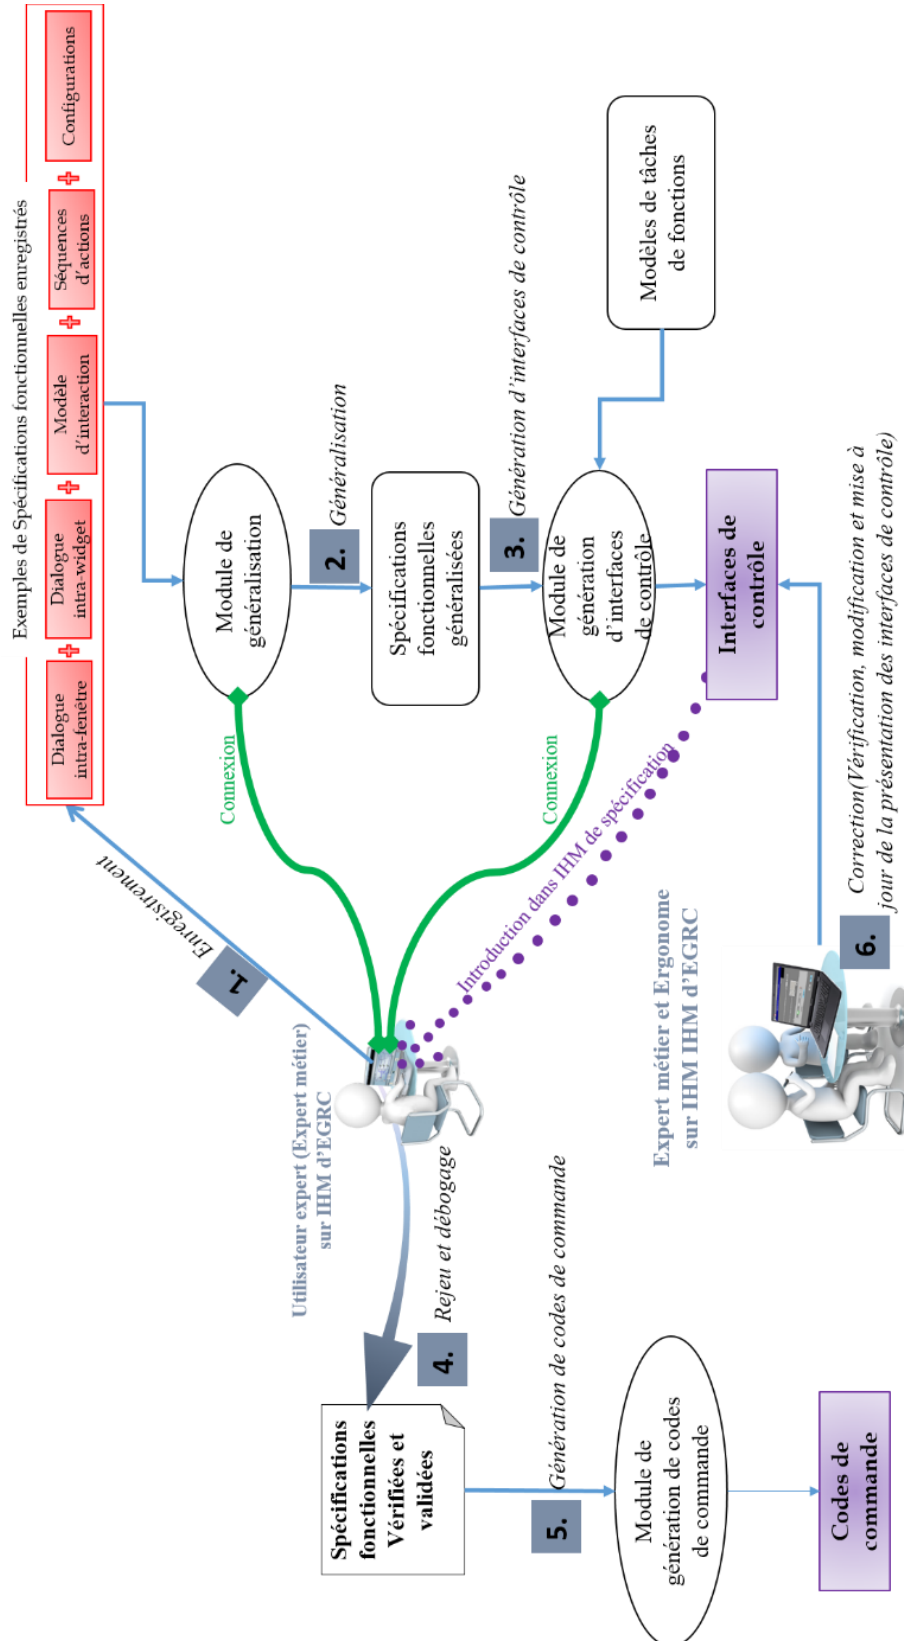 Exemples de Spécifications fonctionnelles enregistrés
Dialogue
intra-fenêtre
Dialogue
intra-widget
Modèle
d'interaction
Séquences
d'actions
Configurations
1.
Enregistrement
Utilisateur expert (Expert métier)
sur IHM d'EGRC
Connexion
Module de
généralisation
2.
Généralisation
Spécifications
fonctionnelles
généralisées
3.
Génération d'interfaces de contrôle
Connexion
Module de
génération
d'interfaces
de contrôle
Modèles de tâches
de fonctions
Introduction dans IHM de spécification
Interfaces de
contrôle
4.
Rejeu et débogage
Spécifications
fonctionnelles
Vérifiées et
validées
5.
Génération de codes de commande
Module de
génération de codes
de commande
Codes de
commande
Expert métier et Ergonome
sur IHM IHM d'EGRC
6.
Correction(Vérification, modification et mise à
jour de la présentation des interfaces de contrôle)